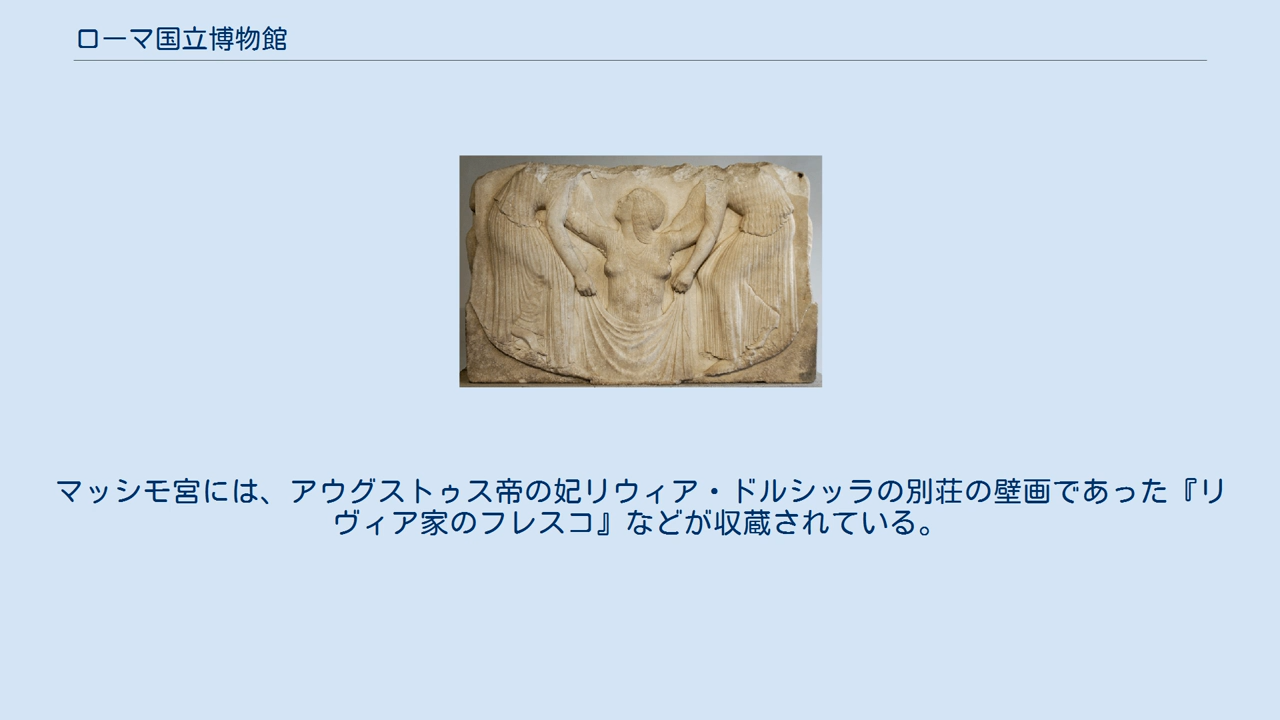 ローマ国立博物館
マッシモ宮には、アウグストゥス帝の妃リウィア・ドルシッラの別荘の壁画であった『リ
ヴィア家のフレスコ』などが収蔵されている。